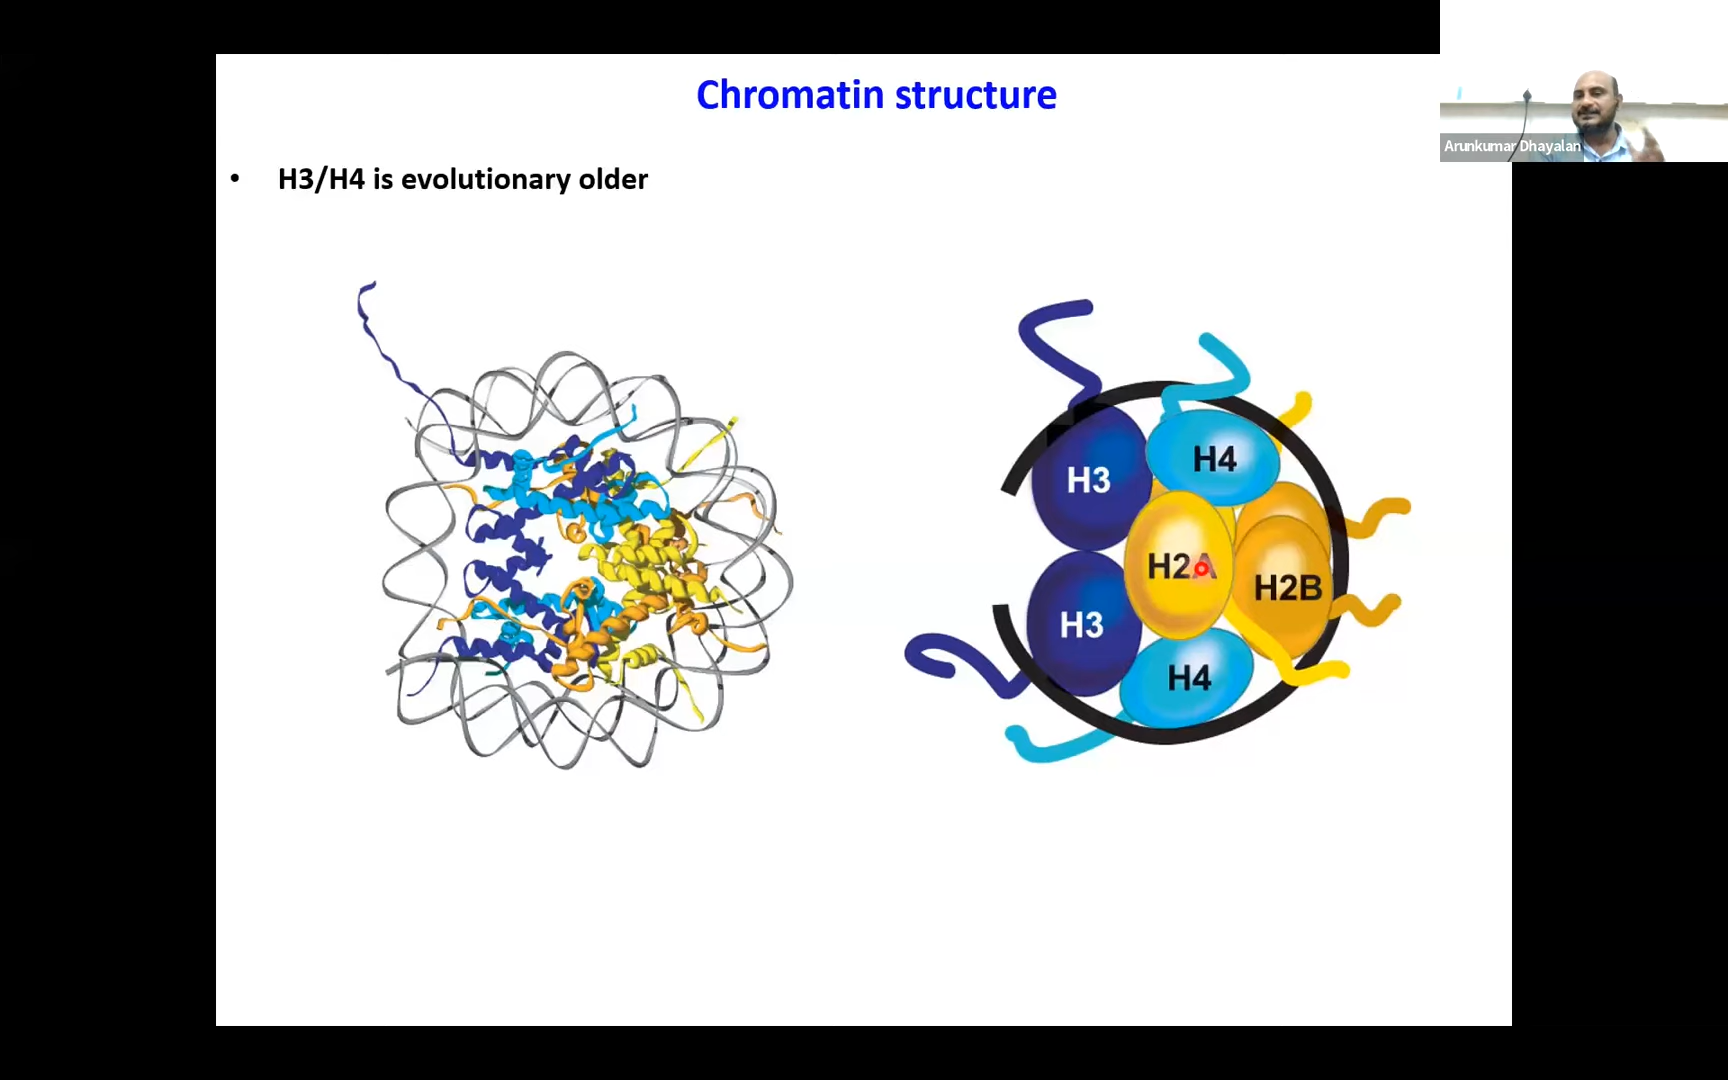 Chromatin structure
Arunkumar Dhayalan
• H3/H4 is evolutionary older
H4
H3
H2A
H2B
H3
H4